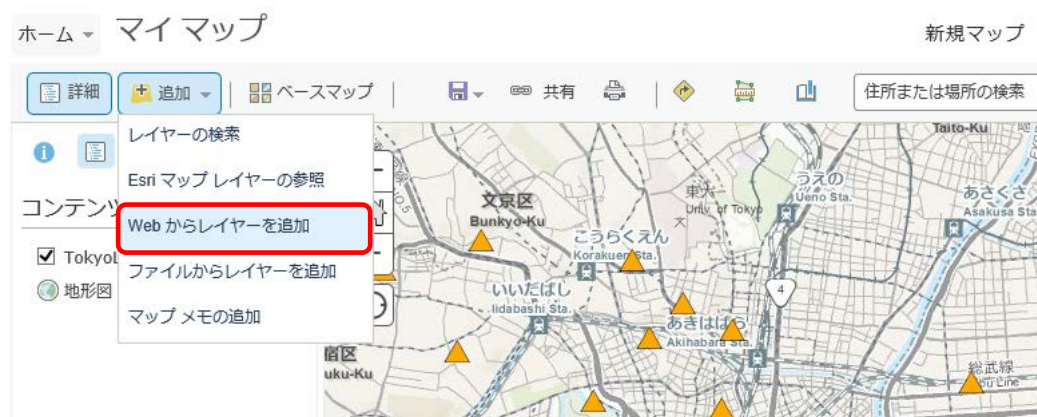 ホーム マイ マップ 新規マップ
詳細 追加 ベースマップ 共有 住所または場所の検索
レイヤーの検索
Esri マップ レイヤーの参照
コンテンツ
Web からレイヤーを追加
ファイルからレイヤーを追加
地形図
マップ メモの追加
Taito-Ku
文京区
Bunkyo-Ku
東大
Univ. of Tokyo
うえの
Ueno Sta.
あさくさ
Asakusa Sta
こうらくえん
Korakuen Sta.
いいだばし
Iidabashi Sta.
4
あきはばら
Akihabara Sta.
宿区
uku-Ku
総武線